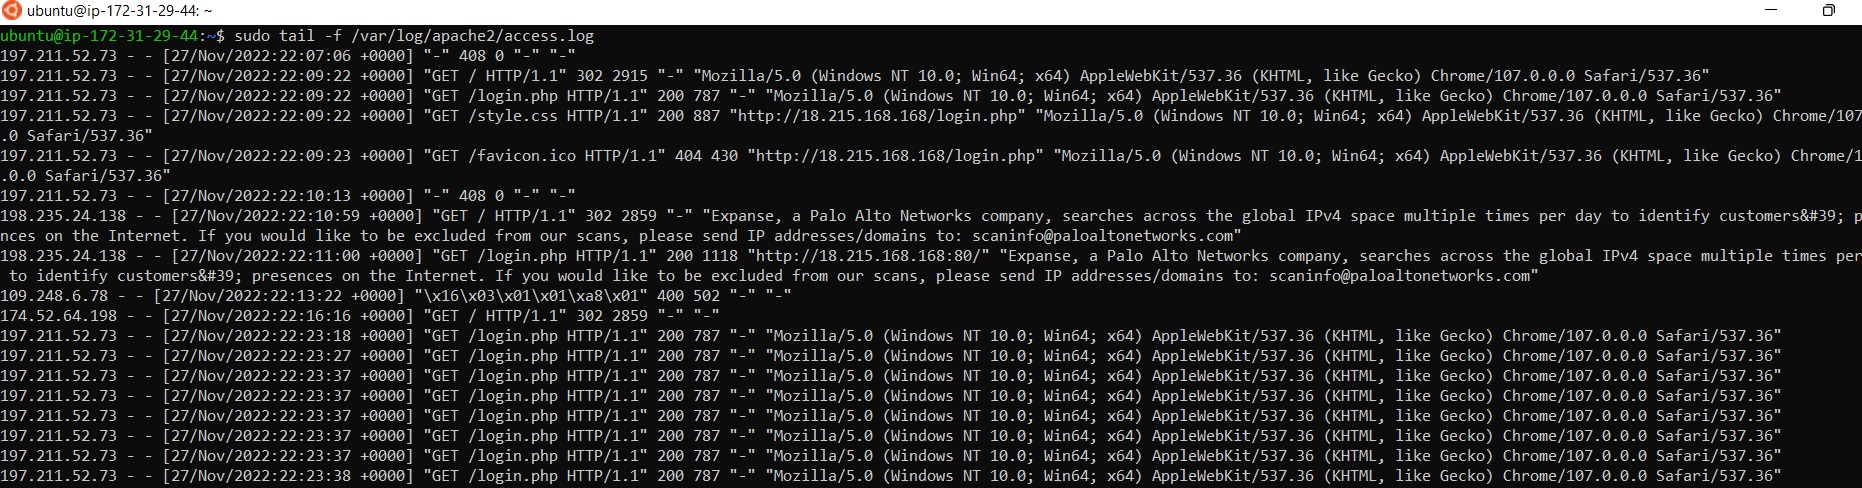 ubuntu@ip-172-31-29-44: ~
ubuntu@ip-172-31-29-44:~$ sudo tail -f /var/log/apache2/access.log
197.211.52.73 - - [27/Nov/2022:22:07:06 +0000] "-" 408 0 "-" "-"
197.211.52.73 - - [27/Nov/2022:22:09:22 +0000] "GET / HTTP/1.1" 302 2915 "-" "Mozilla/5.0 (Windows NT 10.0; Win64; x64) AppleWebKit/537.36 (KHTML, like Gecko) Chrome/107.0.0.0 Safari/537.36"
197.211.52.73 - - [27/Nov/2022:22:09:22 +0000] "GET /login.php HTTP/1.1" 200 787 "-" "Mozilla/5.0 (Windows NT 10.0; Win64; x64) AppleWebKit/537.36 (KHTML, like Gecko) Chrome/107.0.0.0 Safari/537.36"
197.211.52.73 - - [27/Nov/2022:22:09:22 +0000] "GET /style.css HTTP/1.1" 200 887 "http://18.215.168.168/login.php" "Mozilla/5.0 (Windows NT 10.0; Win64; x64) AppleWebKit/537.36 (KHTML, like Gecko) Chrome/107
.0 Safari/537.36"
197.211.52.73 - - [27/Nov/2022:22:09:23 +0000] "GET /favicon.ico HTTP/1.1" 404 430 "http://18.215.168.168/login.php" "Mozilla/5.0 (Windows NT 10.0; Win64; x64) AppleWebKit/537.36 (KHTML, like Gecko) Chrome/1
.0.0 Safari/537.36"
197.211.52.73 - - [27/Nov/2022:22:10:13 +0000] "-" 408 0 "-" "-"
198.235.24.138 - - [27/Nov/2022:22:10:59 +0000] "GET / HTTP/1.1" 302 2859 "-" "Expanse, a Palo Alto Networks company, searches across the global IPv4 space multiple times per day to identify customers&#39; p
nces on the Internet. If you would like to be excluded from our scans, please send IP addresses/domains to: scaninfo@paloaltonetworks.com"
198.235.24.138 - - [27/Nov/2022:22:11:00 +0000] "GET /login.php HTTP/1.1" 200 1118 "http://18.215.168.168:80/" "Expanse, a Palo Alto Networks company, searches across the global IPv4 space multiple times per
to identify customers&#39; presences on the Internet. If you would like to be excluded from our scans, please send IP addresses/domains to: scaninfo@paloaltonetworks.com"
109.248.6.78 - - [27/Nov/2022:22:13:22 +0000] "\x16\x03\x01\x01\xa8\x01" 400 502 "-" "-"
174.52.64.198 - - [27/Nov/2022:22:16:16 +0000] "GET / HTTP/1.1" 302 2859 "-" "-"
197.211.52.73 - - [27/Nov/2022:22:23:18 +0000] "GET /login.php HTTP/1.1" 200 787 "-" "Mozilla/5.0 (Windows NT 10.0; Win64; x64) AppleWebKit/537.36 (KHTML, like Gecko) Chrome/107.0.0.0 Safari/537.36"
197.211.52.73 - - [27/Nov/2022:22:23:27 +0000] "GET /login.php HTTP/1.1" 200 787 "-" "Mozilla/5.0 (Windows NT 10.0; Win64; x64) AppleWebKit/537.36 (KHTML, like Gecko) Chrome/107.0.0.0 Safari/537.36"
197.211.52.73 - - [27/Nov/2022:22:23:37 +0000] "GET /login.php HTTP/1.1" 200 787 "-" "Mozilla/5.0 (Windows NT 10.0; Win64; x64) AppleWebKit/537.36 (KHTML, like Gecko) Chrome/107.0.0.0 Safari/537.36"
197.211.52.73 - - [27/Nov/2022:22:23:37 +0000] "GET /login.php HTTP/1.1" 200 787 "-" "Mozilla/5.0 (Windows NT 10.0; Win64; x64) AppleWebKit/537.36 (KHTML, like Gecko) Chrome/107.0.0.0 Safari/537.36"
197.211.52.73 - - [27/Nov/2022:22:23:37 +0000] "GET /login.php HTTP/1.1" 200 787 "-" "Mozilla/5.0 (Windows NT 10.0; Win64; x64) AppleWebKit/537.36 (KHTML, like Gecko) Chrome/107.0.0.0 Safari/537.36"
197.211.52.73 - - [27/Nov/2022:22:23:37 +0000] "GET /login.php HTTP/1.1" 200 787 "-" "Mozilla/5.0 (Windows NT 10.0; Win64; x64) AppleWebKit/537.36 (KHTML, like Gecko) Chrome/107.0.0.0 Safari/537.36"
197.211.52.73 - - [27/Nov/2022:22:23:37 +0000] "GET /login.php HTTP/1.1" 200 787 "-" "Mozilla/5.0 (Windows NT 10.0; Win64; x64) AppleWebKit/537.36 (KHTML, like Gecko) Chrome/107.0.0.0 Safari/537.36"
197.211.52.73 - - [27/Nov/2022:22:23:38 +0000] "GET /login.php HTTP/1.1" 200 787 "-" "Mozilla/5.0 (Windows NT 10.0; Win64; x64) AppleWebKit/537.36 (KHTML, like Gecko) Chrome/107.0.0.0 Safari/537.36"